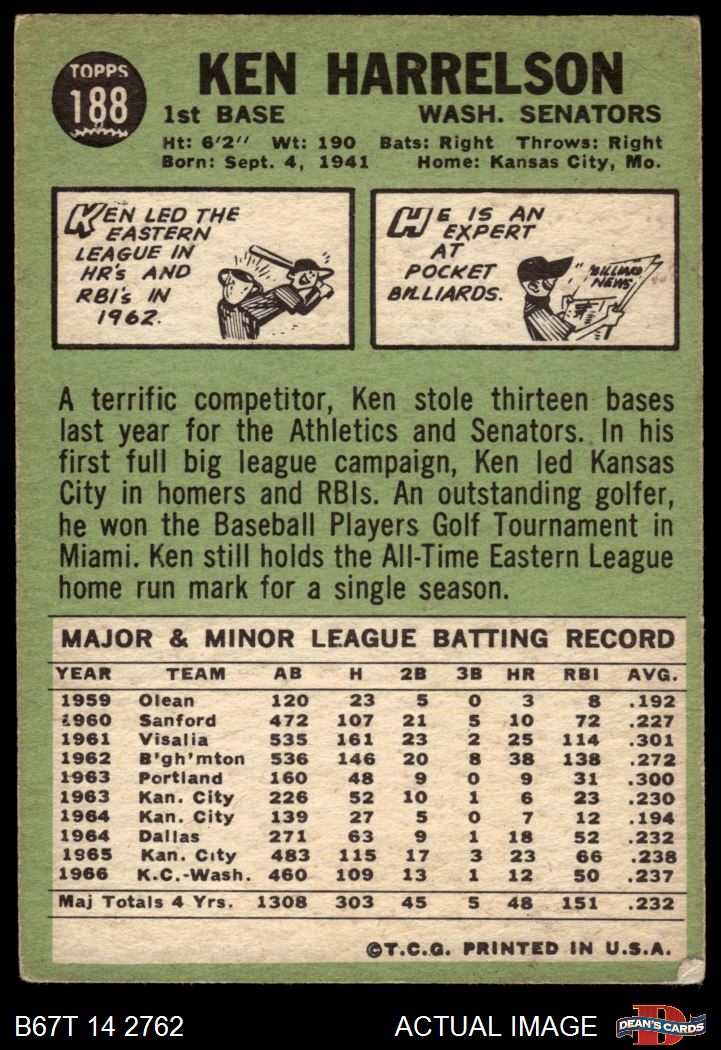 TOPPS
188
KEN HARRELSON
1st BASE WASH. SENATORS
Ht: 6'2" Wt: 190 Bats: Right Throws: Right
Born: Sept. 4, 1941 Home: Kansas City, Mo.
KEN LED THE
EASTERN
LEAGUE IN
HR's AND
RBI's IN
1962.
HE IS AN
EXPERT
AT
POCKET
BILLIARDS.
"BILLIARD
NEWS"
A terrific competitor, Ken stole thirteen bases
last year for the Athletics and Senators. In his
first full big league campaign, Ken led Kansas
City in homers and RBIs. An outstanding golfer,
he won the Baseball Players Golf Tournament in
Miami. Ken still holds the All-Time Eastern League
home run mark for a single season.
MAJOR & MINOR LEAGUE BATTING RECORD
YEAR TEAM AB H 2B 3B HR RBI AVG.
1959 Olean 120 23 5 0 3 8 .192
1960 Sanford 472 107 21 5 10 72 .227
1961 Visalia 535 161 23 2 25 114 .301
1962 B'gh'mton 536 146 20 8 38 138 .272
1963 Portland 160 48 9 0 9 31 .300
1963 Kan. City 226 52 10 1 6 23 .230
1964 Kan. City 139 27 5 0 7 12 .194
1964 Dallas 271 63 9 1 18 52 .232
1965 Kan. City 483 115 17 3 23 66 .238
1966 K.C.-Wash. 460 109 13 1 12 50 .237
Maj Totals 4 Yrs. 1308 303 45 5 48 151 .232
©T.C.G. PRINTED IN U.S.A.
B67T 14 2762 ACTUAL IMAGE
DEAN'S CARDS